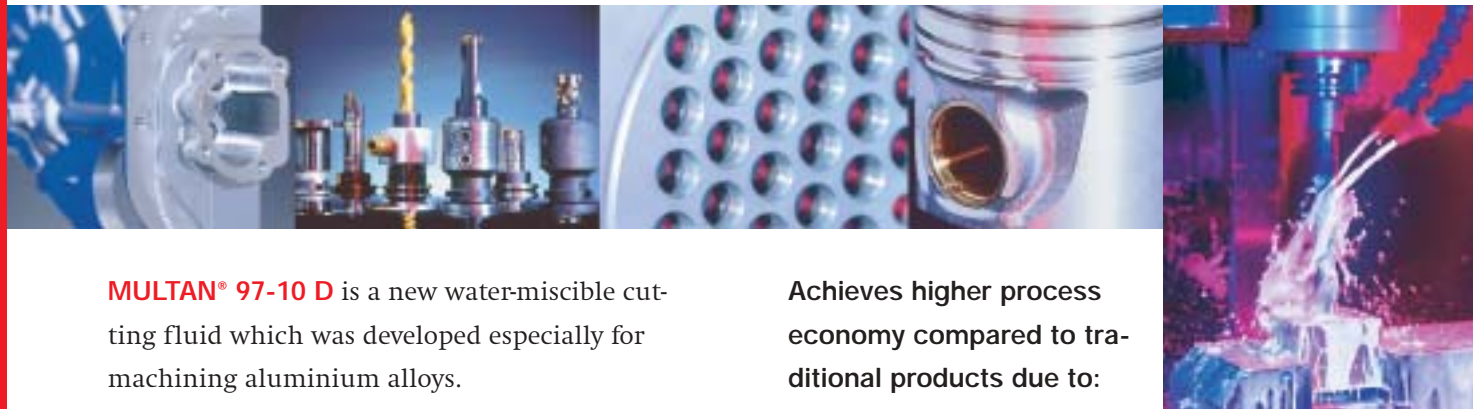 MULTAN® 97-10 D is a new water-miscible cut-
ting fluid which was developed especially for
machining aluminium alloys.
Achieves higher process
economy compared to tra-
ditional products due to: